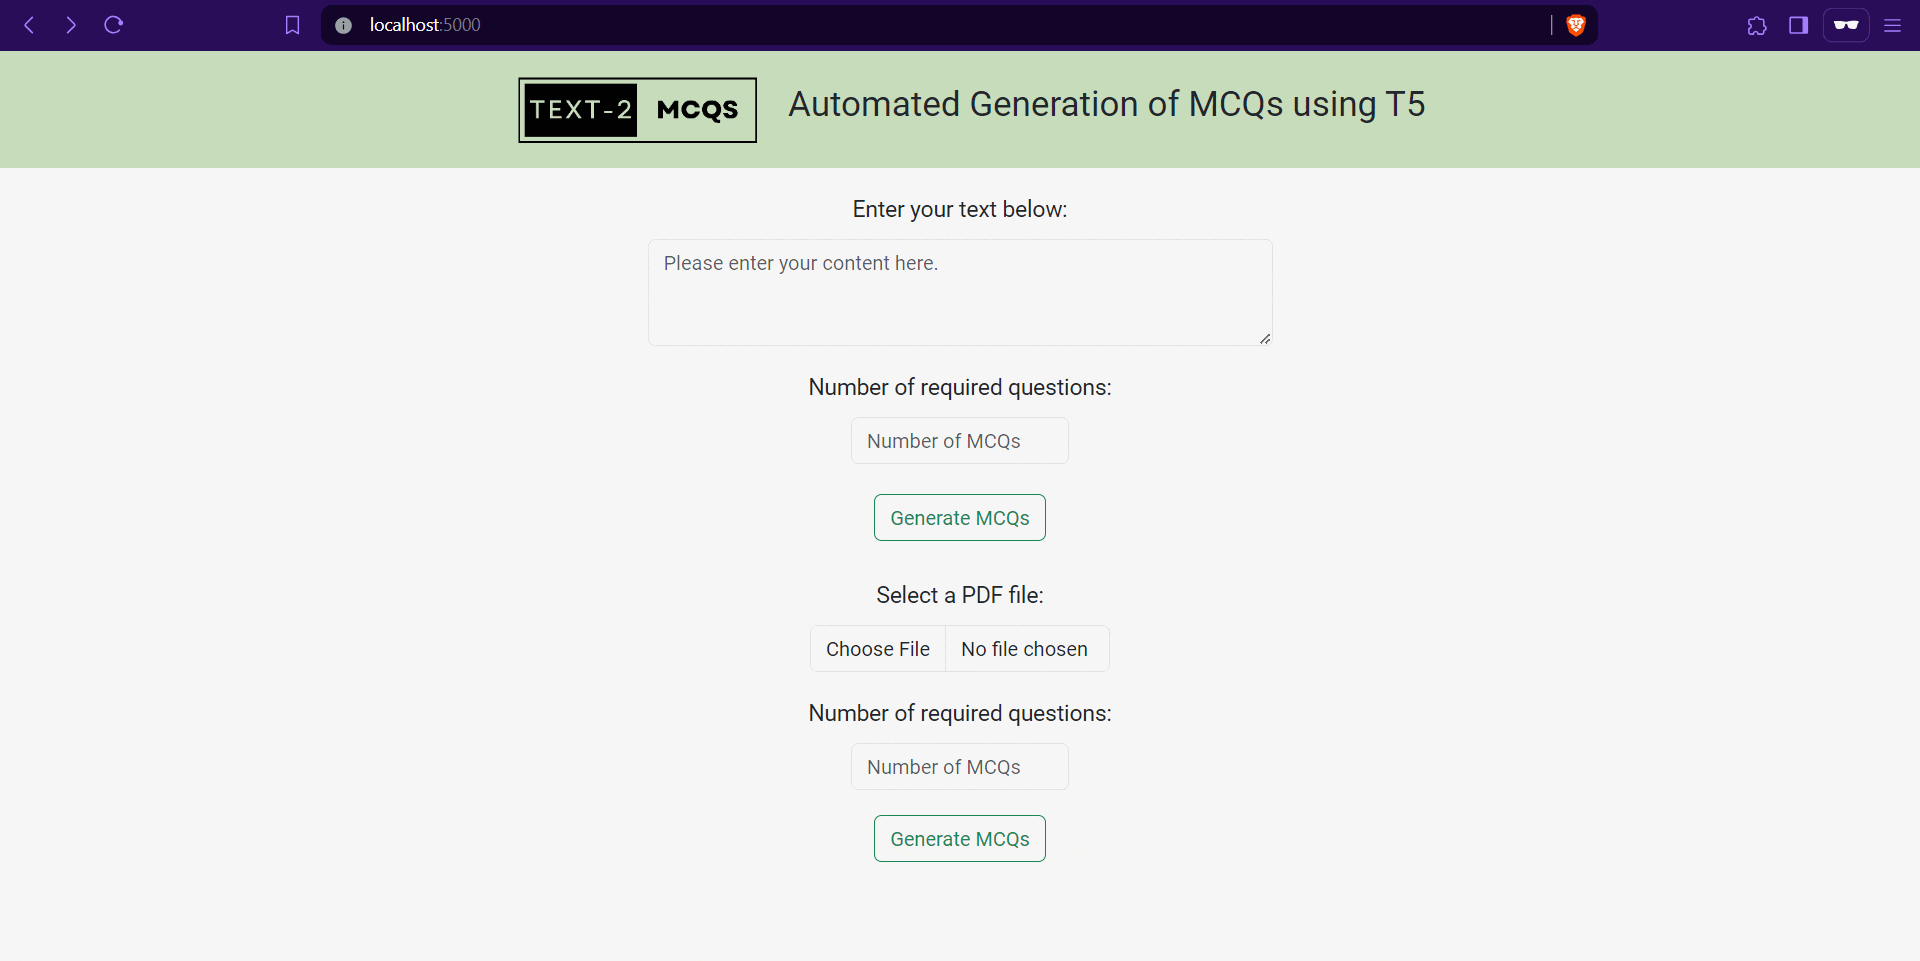 localhost:5000
TEXT-2 MCQS
Automated Generation of MCQs using T5
Enter your text below:
Please enter your content here.
Number of required questions:
Number of MCQs
Generate MCQs
Select a PDF file:
Choose File No file chosen
Number of required questions:
Number of MCQs
Generate MCQs